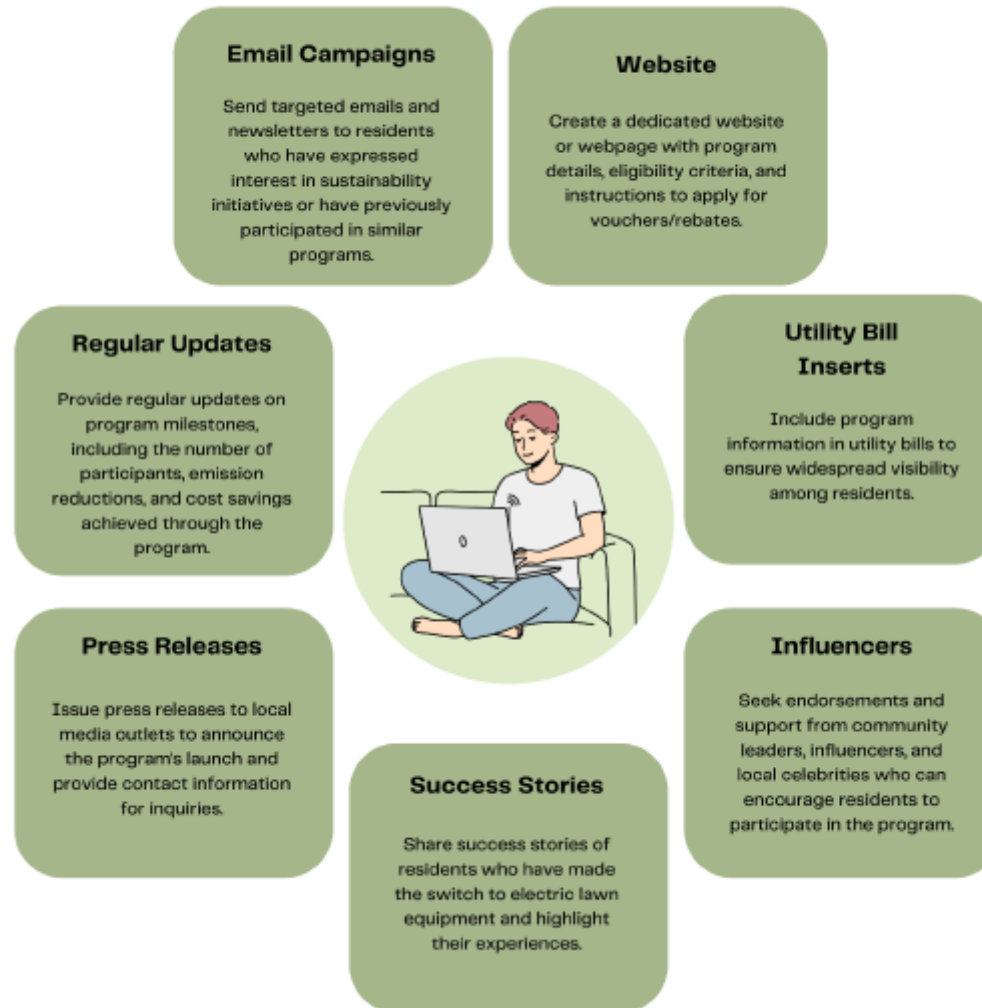 Email Campaigns
Send targeted emails and
newsletters to residents
who have expressed
interest in sustainability
initiatives or have previously
participated in similar
programs.
Website
Create a dedicated website
or webpage with program
details, eligibility criteria, and
instructions to apply for
vouchers/rebates.
Regular Updates
Provide regular updates on
program milestones,
including the number of
participants, emission
reductions, and cost savings
achieved through the
program.
Utility Bill
Inserts
Include program
information in utility bills to
ensure widespread visibility
among residents.
Press Releases
Issue press releases to local
media outlets to announce
the program's launch and
provide contact information
for inquiries.
Influencers
Seek endorsements and
support from community
leaders, influencers, and
local celebrities who can
encourage residents to
participate in the program.
Success Stories
Share success stories of
residents who have made
the switch to electric lawn
equipment and highlight
their experiences.